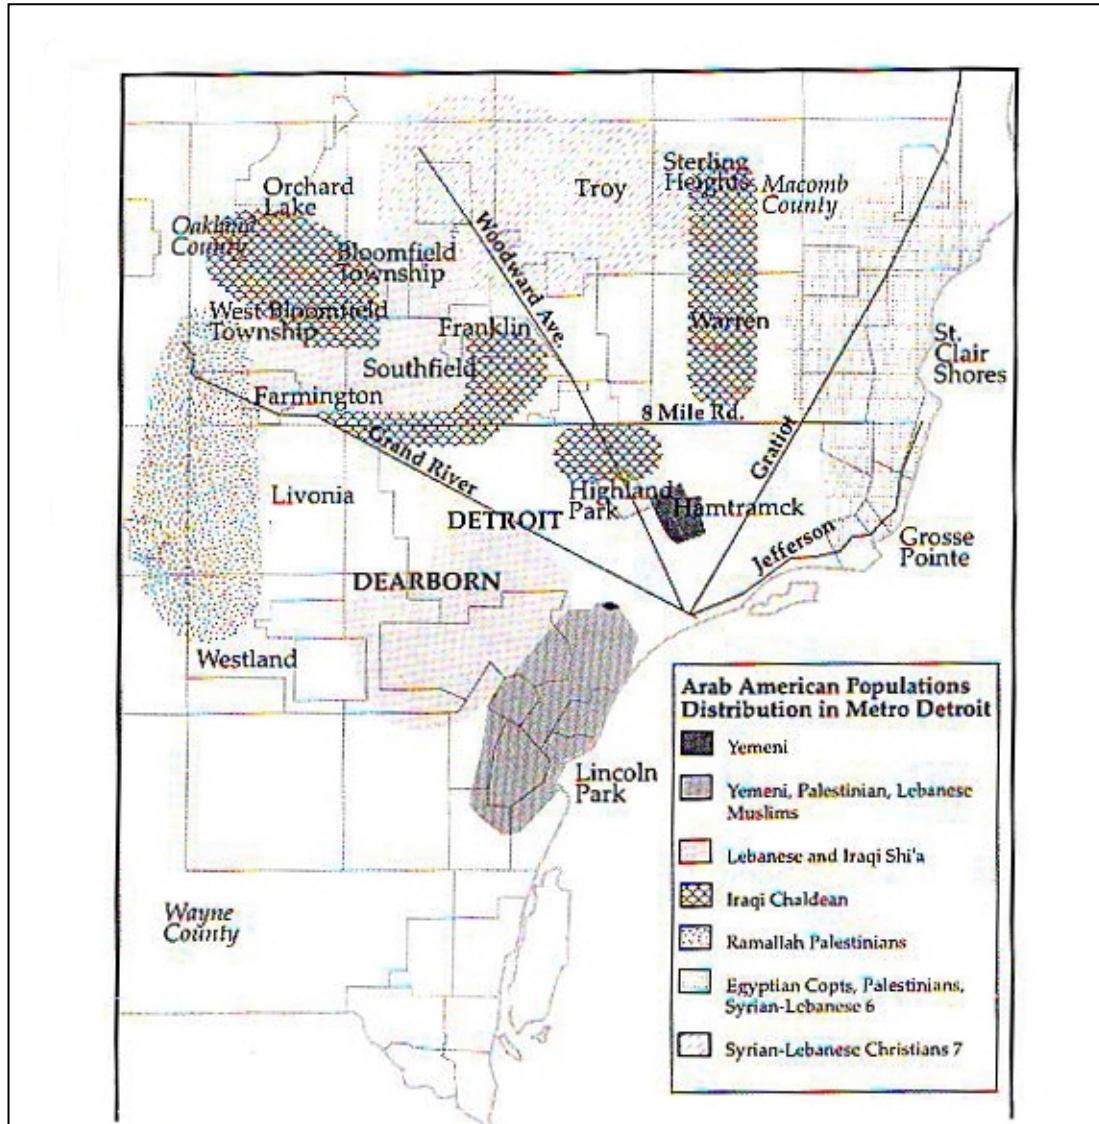 Orchard
Lake
Oakland
County
Troy
Sterling
Heights
Macomb
County
Woodward Ave.
Bloomfield
Township
West Bloomfield
Township
Franklin
Warren
St.
Clair
Shores
Southfield
Farmington
8 Mile Rd.
Grand River
Gratiot
Livonia
Highlands
Park
Hamtramck
DETROIT
Jefferson
Grosse
Pointe
DEARBORN
Westland
Lincoln
Park
Wayne
County
Arab American Populations
Distribution in Metro Detroit
Yemeni
Yemeni, Palestinian, Lebanese
Muslims
Lebanese and Iraqi Shi'a
Iraqi Chaldean
Ramallah Palestinians
Egyptian Copts, Palestinians,
Syrian-Lebanese 6
Syrian-Lebanese Christians 7